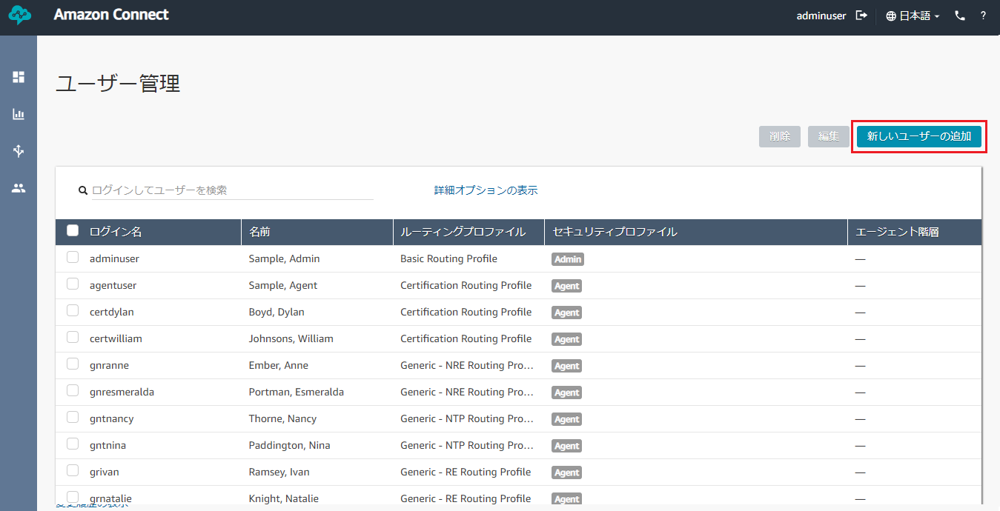 Amazon Connect adminuser 日本語 ?
ユーザー管理
削除 編集 新しいユーザーの追加
ログインしてユーザーを検索 詳細オプションの表示
ログイン名 名前 ルーティングプロファイル セキュリティプロファイル エージェント階層
adminuser Sample, Admin Basic Routing Profile Admin —
agentuser Sample, Agent Certification Routing Profile Agent —
certdylan Boyd, Dylan Certification Routing Profile Agent —
certwilliam Johnsons, William Certification Routing Profile Agent —
gnranne Ember, Anne Generic - NRE Routing Pro... Agent —
gnresmeralda Portman, Esmeralda Generic - NRE Routing Pro... Agent —
gntnancy Thorne, Nancy Generic - NTP Routing Pro... Agent —
gntnina Paddington, Nina Generic - NTP Routing Pro... Agent —
grivan Ramsey, Ivan Generic - RE Routing Profile Agent —
grnatalie Knight, Natalie Generic - RE Routing Profile Agent —